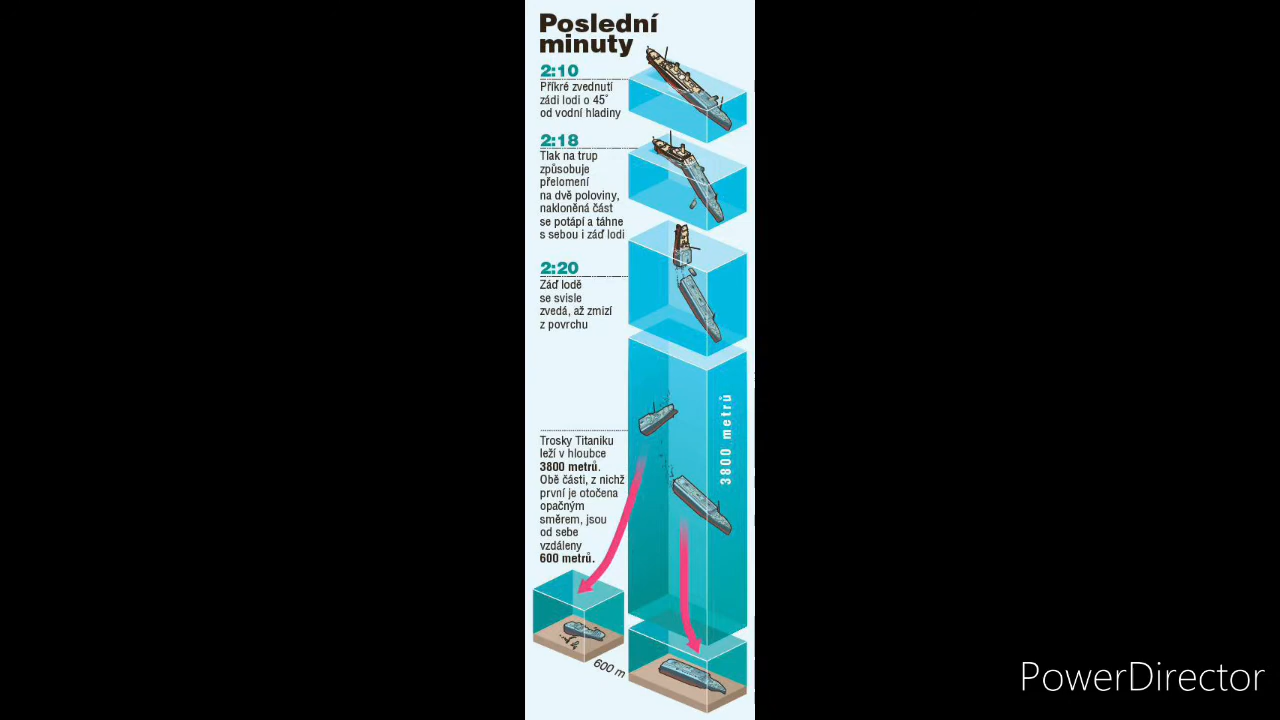 Poslední
minuty
2:10
Příkré zvednutí
zádi lodi o 45˚
od vodní hladiny
2:18
Tlak na trup
způsobuje
přelomení
na dvě poloviny,
nakloněná část
se potápí a táhne
s sebou i záď lodi
2:20
Záď lodě
se svisle
zvedá, až zmizí
z povrchu
3800 metrů
Trosky Titaniku
leží v hloubce
3800 metrů.
Obě části, z nichž
první je otočena
opačným
směrem, jsou
od sebe
vzdáleny
600 metrů.
600 m
PowerDirector